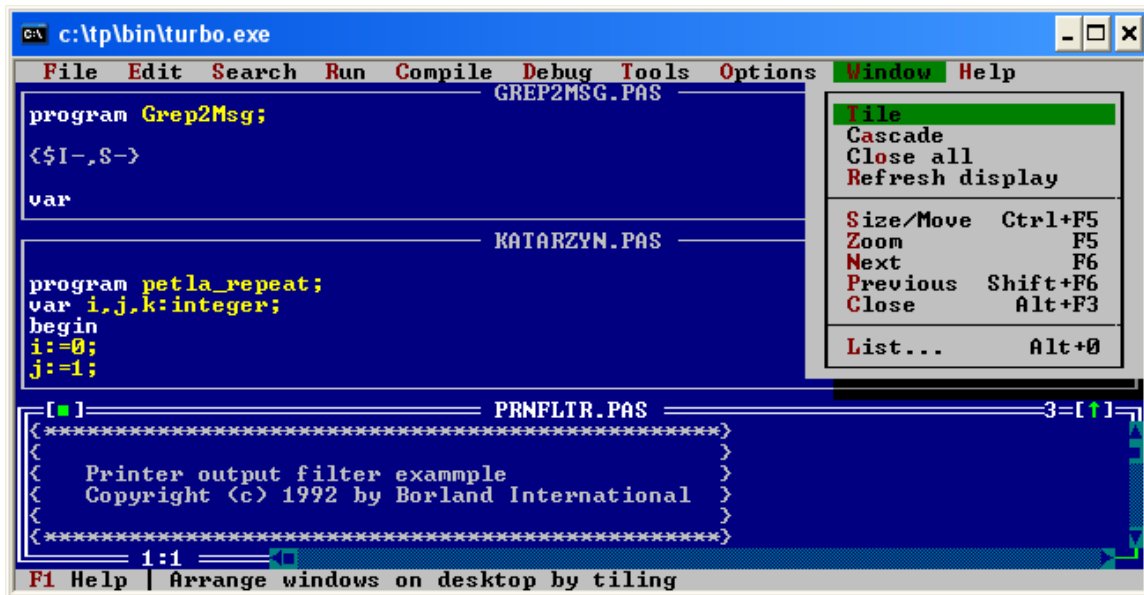 c:\tp\bin\turbo.exe
File Edit Search Run Compile Debug Tools Options Window Help
GREP2MSG.PAS
program Grep2Msg;
{$I-,S-}
var
KATARZYN.PAS
program petla_repeat;
var i,j,k:integer;
begin
i:=0;
j:=1;
Tile
Cascade
Close all
Refresh display
Size/Move Ctrl+F5
Zoom F5
Next F6
Previous Shift+F6
Close Alt+F3
List... Alt+0
[■] PRNFLTR.PAS 3=[↑]
{************************************************}
{ }
{ Printer output filter exammple }
{ Copyright (c) 1992 by Borland International }
{ }
{************************************************}
1:1
F1 Help | Arrange windows on desktop by tiling